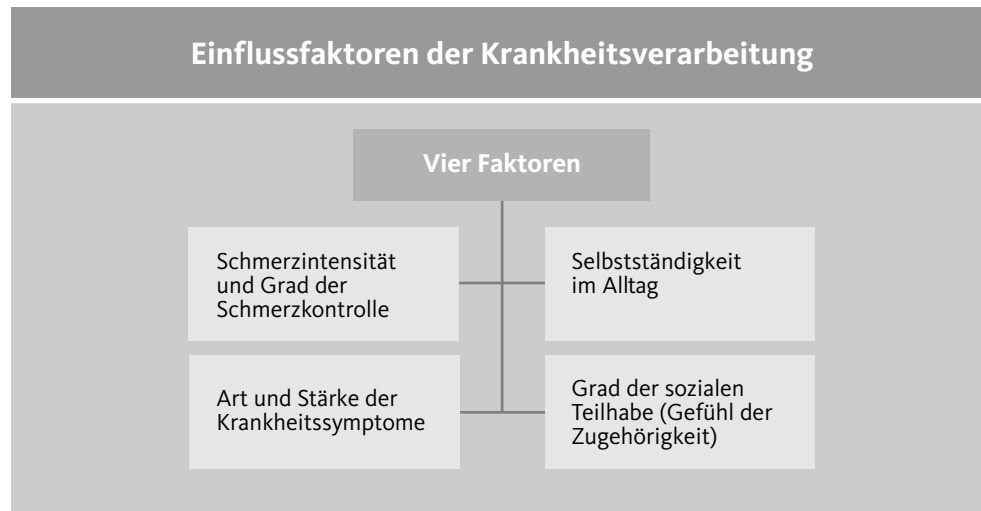 Einflussfaktoren der Krankheitsverarbeitung
Vier Faktoren
Schmerzintensität
und Grad der
Schmerzkontrolle
Selbstständigkeit
im Alltag
Art und Stärke der
Krankheitssymptome
Grad der sozialen
Teilhabe (Gefühl der
Zugehörigkeit)